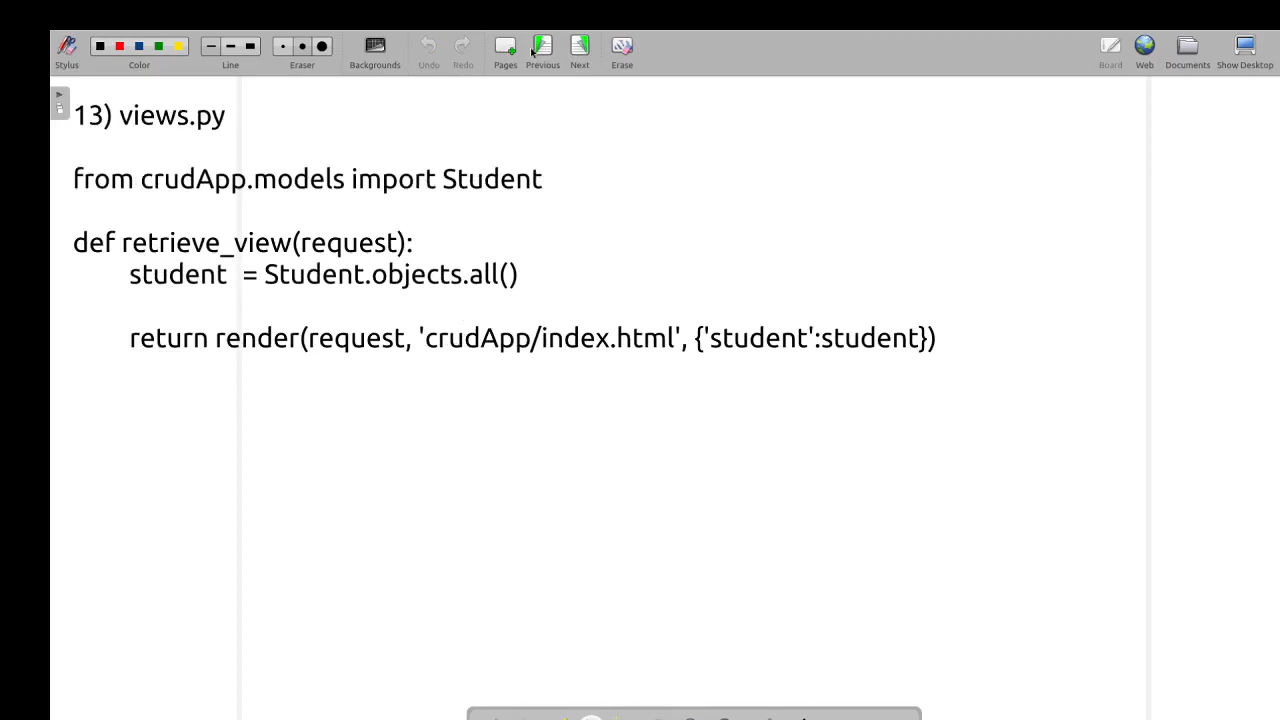 Stylus Color Line Eraser Backgrounds Undo Redo Pages Previous Next Erase Board Web Documents Show Desktop
13) views.py
from crudApp.models import Student
def retrieve_view(request):
student = Student.objects.all()
return render(request, 'crudApp/index.html', {'student':student})